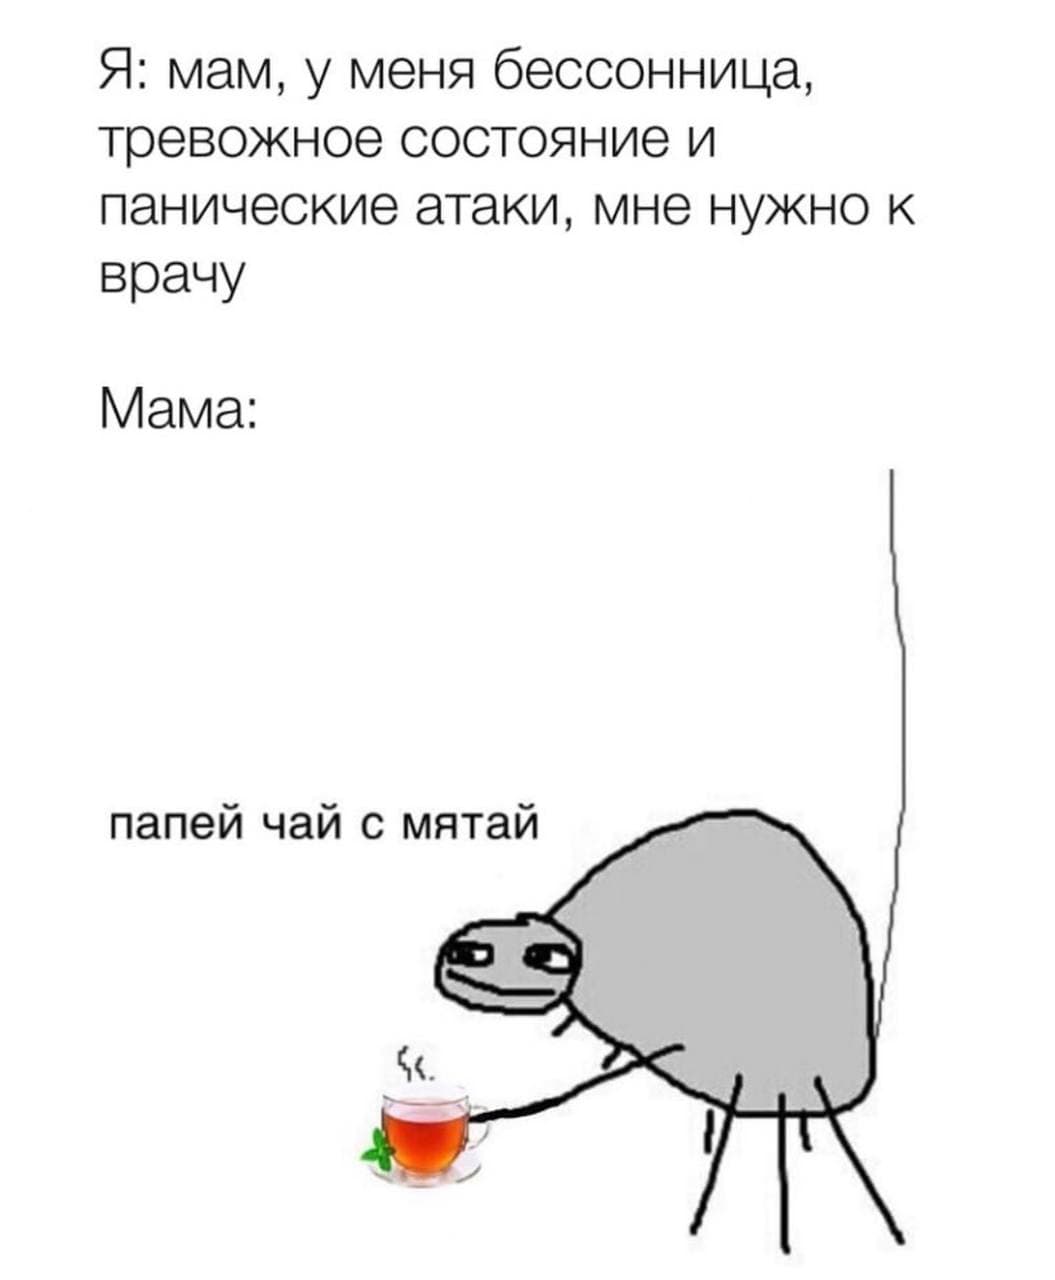 Я: мам, у меня бессонница,
тревожное состояние и
панические атаки, мне нужно к
врачу
Мама:
папей чай с мятай